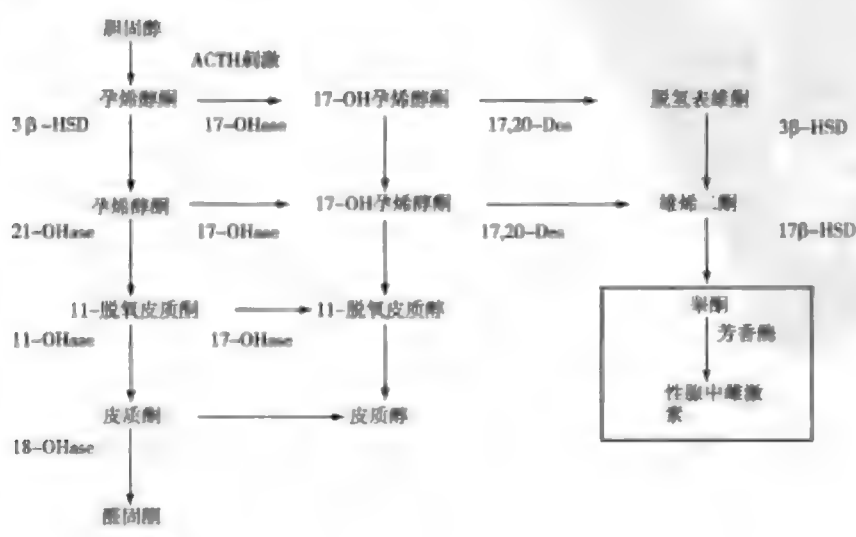 胆固醇
ACTH刺激
孕烯醇酮
17-OH孕烯醇酮
脱氢表雄酮
3β-HSD
17-OHase
17,20-Des
3β-HSD
孕烯醇酮
17-OH孕烯醇酮
雄烯二酮
21-OHase
17-OHase
17,20-Des
17β-HSD
11-脱氧皮质酮
11-脱氧皮质醇
睾酮
11-OHase
17-OHase
芳香酶
皮质酮
皮质醇
性腺中雌激
素
18-OHase
醛固酮